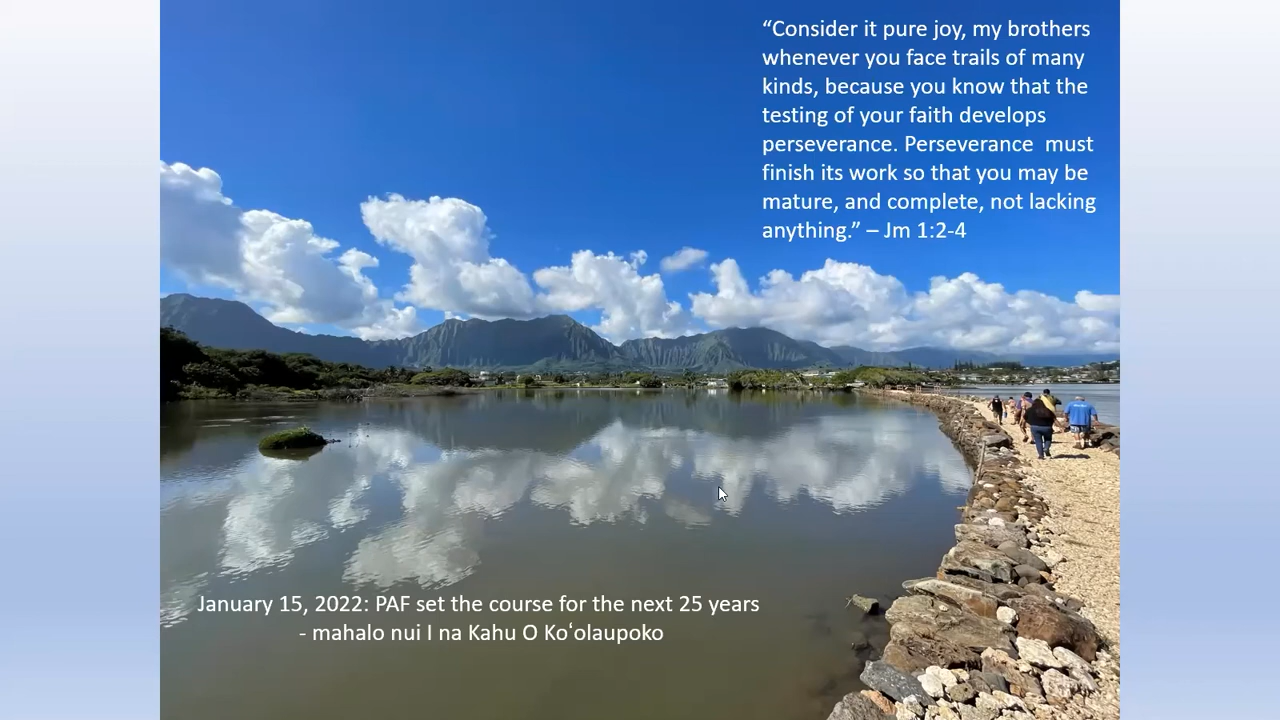 “Consider it pure joy, my brothers
whenever you face trails of many
kinds, because you know that the
testing of your faith develops
perseverance. Perseverance  must
finish its work so that you may be
mature, and complete, not lacking
anything.” – Jm 1:2-4
January 15, 2022: PAF set the course for the next 25 years
- mahalo nui I na Kahu O Koʻolaupoko